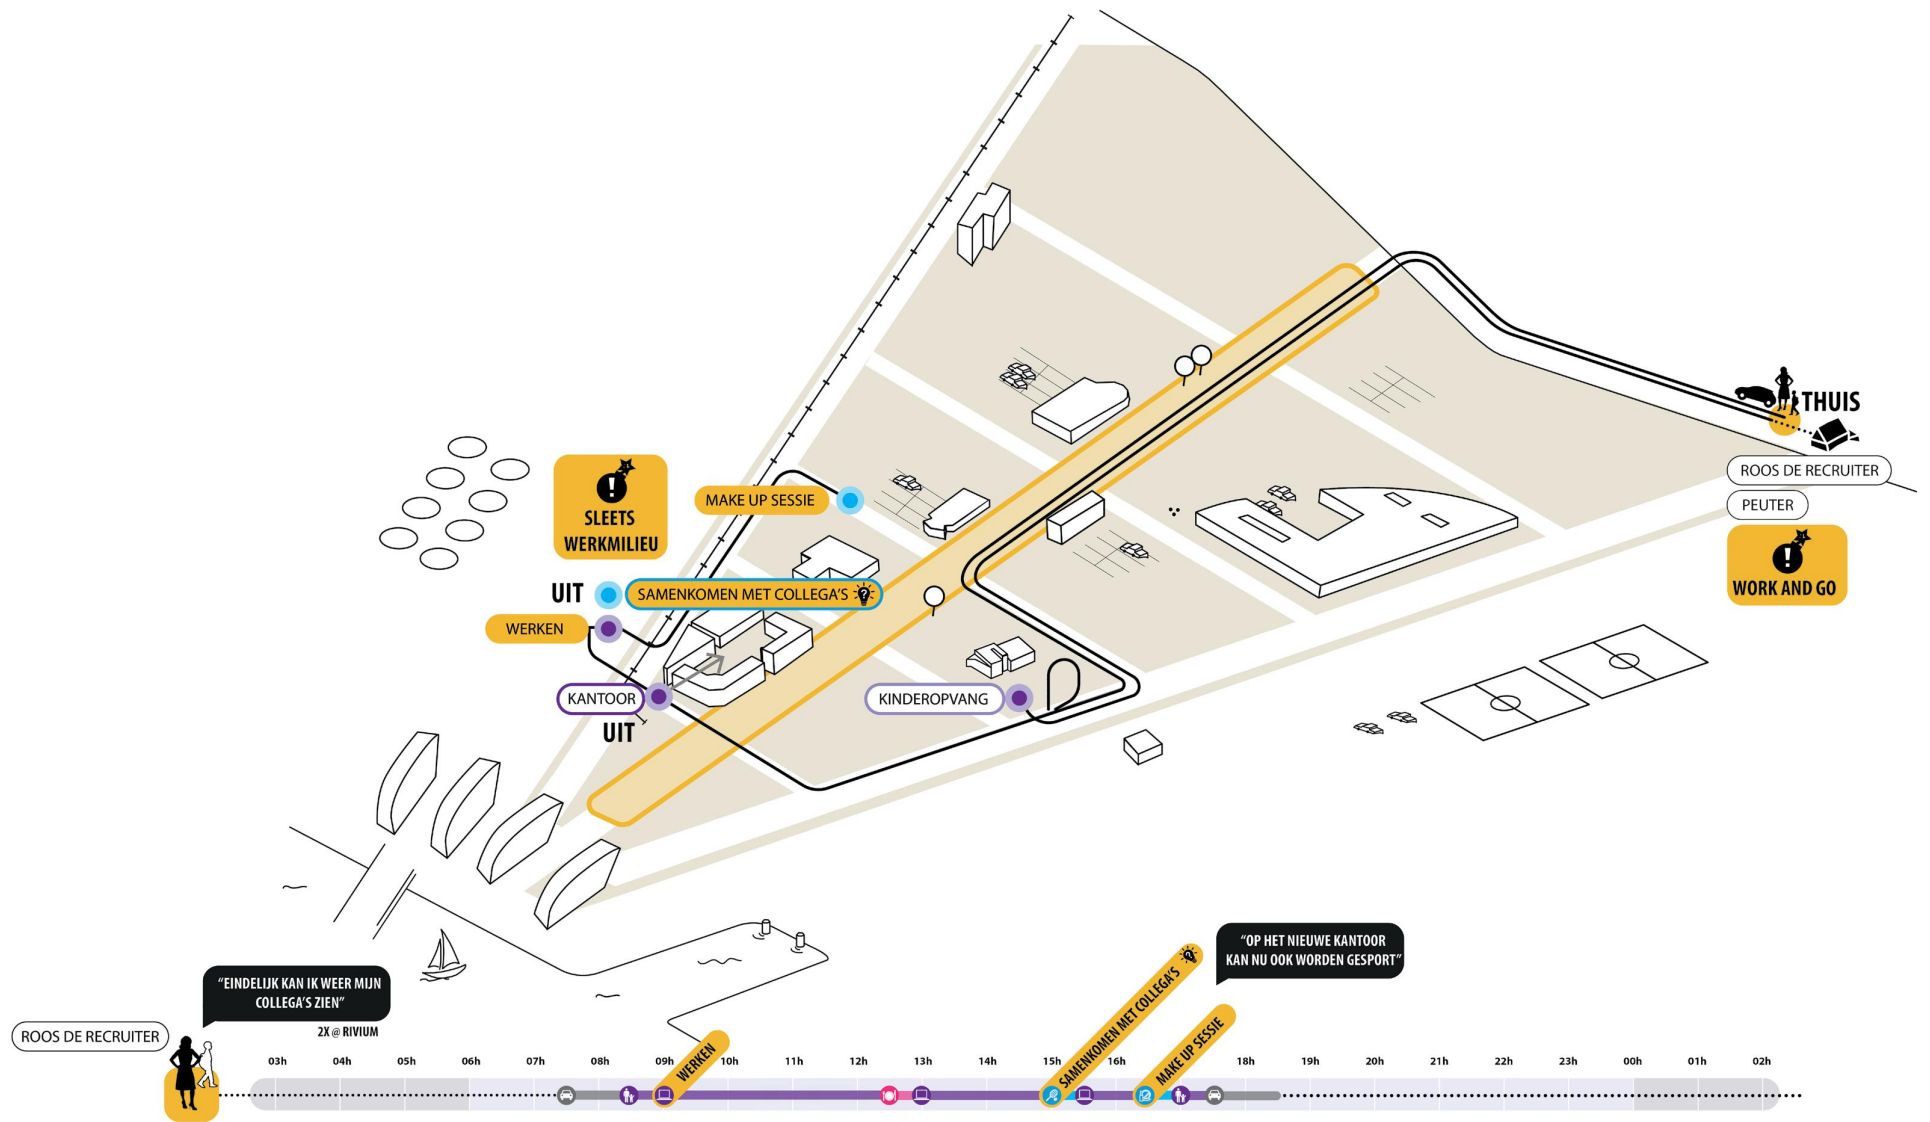 THUIS
ROOS DE RECRUITER
PEUTER
WORK AND GO
SLEETS
WERKMILIEU
MAKE UP SESSIE
UIT
SAMENKOMEN MET COLLEGA'S
WERKEN
KANTOOR
UIT
KINDEROPVANG
"OP HET NIEUWE KANTOOR
KAN NU OOK WORDEN GESPORT"
"EINDELIJK KAN IK WEER MIJN
COLLEGA'S ZIEN"
2X @ RIVIUM
ROOS DE RECRUITER
WERKEN
SAMENKOMEN MET COLLEGA'S
MAKE UP SESSIE
03h 04h 05h 06h 07h 08h 09h 10h 11h 12h 13h 14h 15h 16h 18h 19h 20h 21h 22h 23h 00h 01h 02h